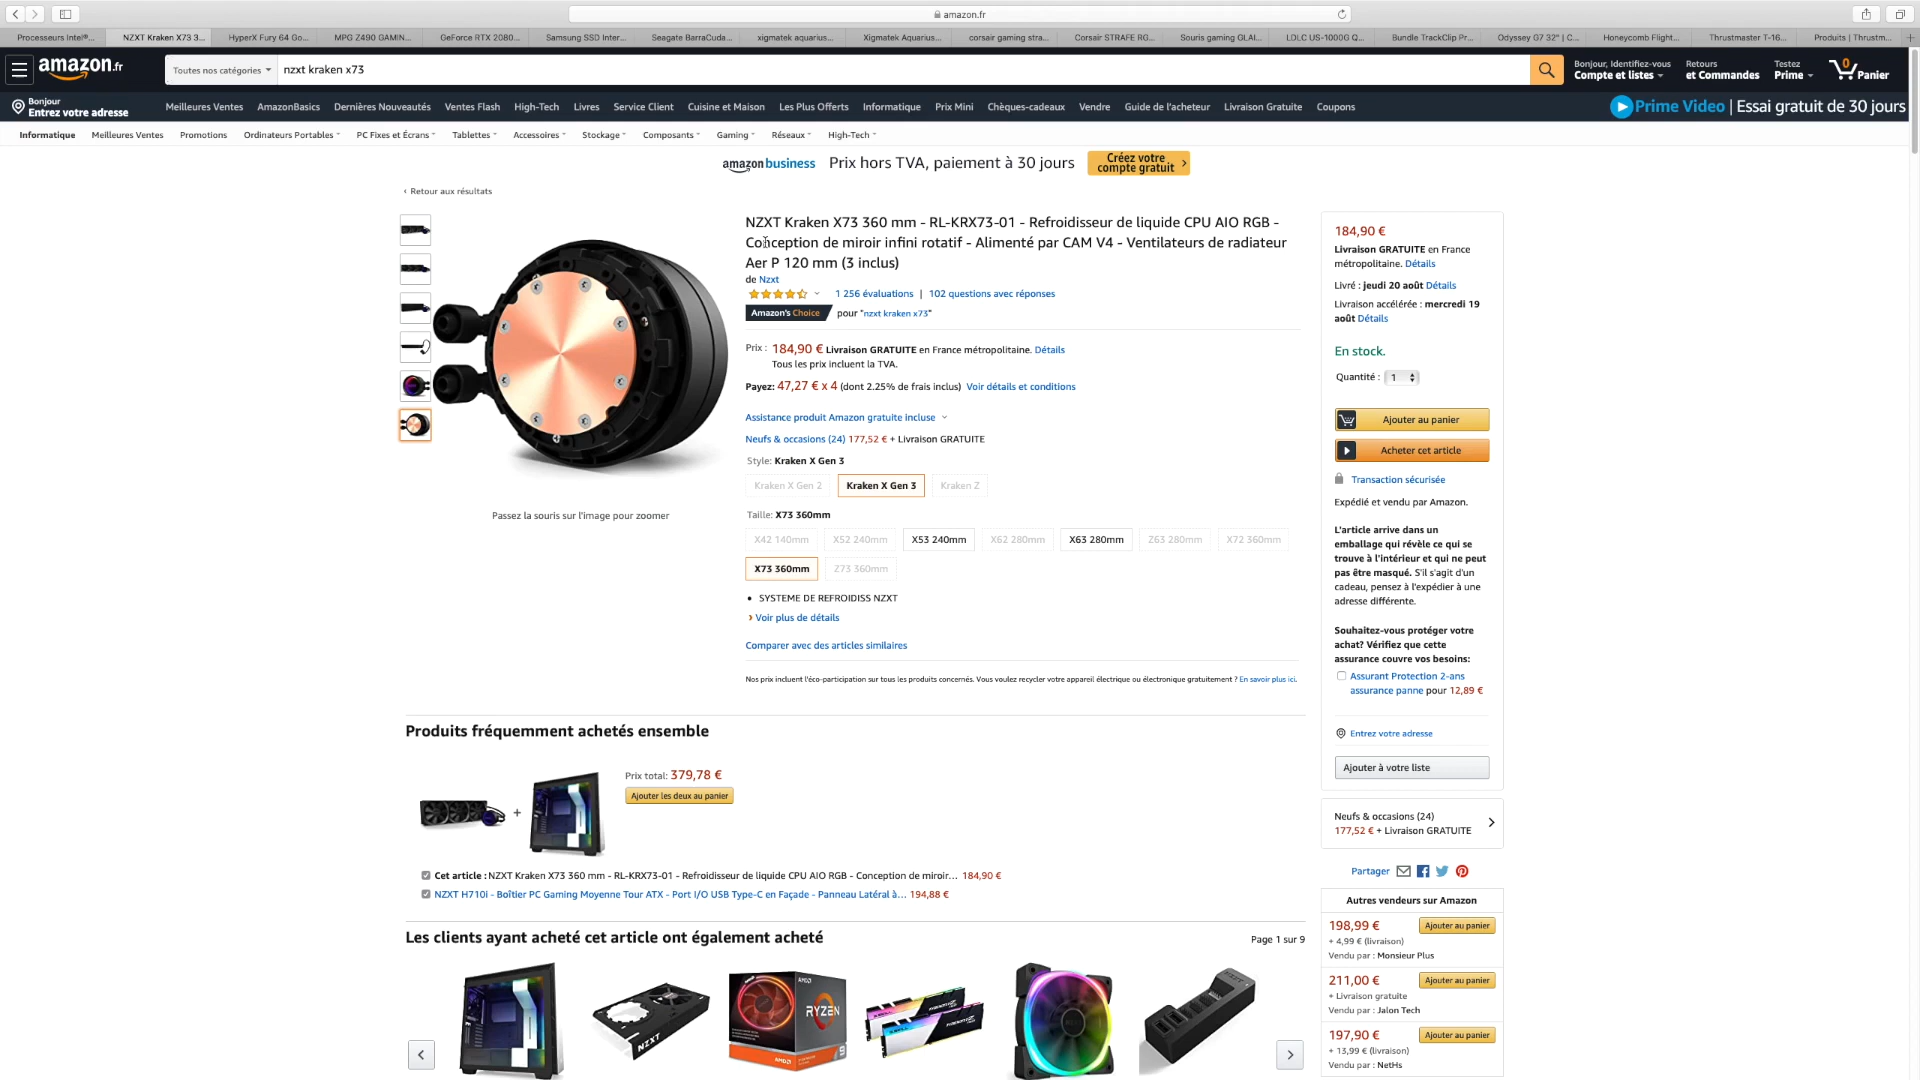 amazon.fr
Processeurs Intel®...
NZXT Kraken X73 3...
HyperX Fury 64 Go...
MPG Z490 GAMIN...
GeForce RTX 2080...
Samsung SSD Inter...
Seagate BarraCuda...
xigmatek aquarius...
Xigmatek Aquarius...
corsair gaming stra...
Corsair STRAFE RG...
Souris gaming GLAI...
LDLC US-1000G Q...
Bundle TrackClip Pr...
Odyssey G7 32" | C...
Honeycomb Flight...
Thrustmaster T-16...
Produits | Thrustm...
amazon.fr
Toutes nos catégories
nzxt kraken x73
Bonjour, Identifiez-vous
Compte et listes
Retours
et Commandes
Testez
Prime
0
Panier
Bonjour
Entrez votre adresse
Meilleures Ventes
AmazonBasics
Dernières Nouveautés
Ventes Flash
High-Tech
Livres
Service Client
Cuisine et Maison
Les Plus Offerts
Informatique
Prix Mini
Chèques-cadeaux
Vendre
Guide de l'acheteur
Livraison Gratuite
Coupons
Prime Video | Essai gratuit de 30 jours
Informatique
Meilleures Ventes
Promotions
Ordinateurs Portables
PC Fixes et Écrans
Tablettes
Accessoires
Stockage
Composants
Gaming
Réseaux
High-Tech
amazon business
Prix hors TVA, paiement à 30 jours
Créez votre
compte gratuit
‹ Retour aux résultats
NZXT Kraken X73 360 mm - RL-KRX73-01 - Refroidisseur de liquide CPU AIO RGB -
Conception de miroir infini rotatif - Alimenté par CAM V4 - Ventilateurs de radiateur
Aer P 120 mm (3 inclus)
de Nzxt
1 256 évaluations | 102 questions avec réponses
Amazon's Choice pour "nzxt kraken x73"
Prix : 184,90 € Livraison GRATUITE en France métropolitaine. Détails
Tous les prix incluent la TVA.
Payez: 47,27 € x 4 (dont 2.25% de frais inclus) Voir détails et conditions
Assistance produit Amazon gratuite incluse
Neufs & occasions (24) 177,52 € + Livraison GRATUITE
Style: Kraken X Gen 3
Kraken X Gen 2
Kraken X Gen 3
Kraken Z
Passez la souris sur l'image pour zoomer
Taille: X73 360mm
X42 140mm
X52 240mm
X53 240mm
X62 280mm
X63 280mm
Z63 280mm
X72 360mm
X73 360mm
Z73 360mm
• SYSTEME DE REFROIDISS NZXT
› Voir plus de détails
Comparer avec des articles similaires
Nos prix incluent l'éco-participation sur tous les produits concernés. Vous voulez recycler votre appareil électrique ou électronique gratuitement ? En savoir plus ici.
184,90 €
Livraison GRATUITE en France
métropolitaine. Détails
Livré : jeudi 20 août Détails
Livraison accélérée : mercredi 19
août Détails
En stock.
Quantité : 1
Ajouter au panier
Acheter cet article
Transaction sécurisée
Expédié et vendu par Amazon.
L'article arrive dans un
emballage qui révèle ce qui se
trouve à l'intérieur et qui ne peut
pas être masqué. S'il s'agit d'un
cadeau, pensez à l'expédier à une
adresse différente.
Souhaitez-vous protéger votre
achat? Vérifiez que cette
assurance couvre vos besoins:
Assurant Protection 2-ans
assurance panne pour 12,89 €
Entrez votre adresse
Ajouter à votre liste
Neufs & occasions (24)
177,52 € + Livraison GRATUITE
Partager
Autres vendeurs sur Amazon
198,99 €
Ajouter au panier
+ 4,99 € (livraison)
Vendu par : Monsieur Plus
211,00 €
Ajouter au panier
+ Livraison gratuite
Vendu par : Jalon Tech
197,90 €
Ajouter au panier
+ 13,99 € (livraison)
Vendu par : NetHs
Produits fréquemment achetés ensemble
+
Prix total: 379,78 €
Ajouter les deux au panier
Cet article : NZXT Kraken X73 360 mm - RL-KRX73-01 - Refroidisseur de liquide CPU AIO RGB - Conception de miroir... 184,90 €
NZXT H710i - Boîtier PC Gaming Moyenne Tour ATX - Port I/O USB Type-C en Façade - Panneau Latéral à... 194,88 €
Les clients ayant acheté cet article ont également acheté
Page 1 sur 9
NZXT
AMD
RYZEN
AMD